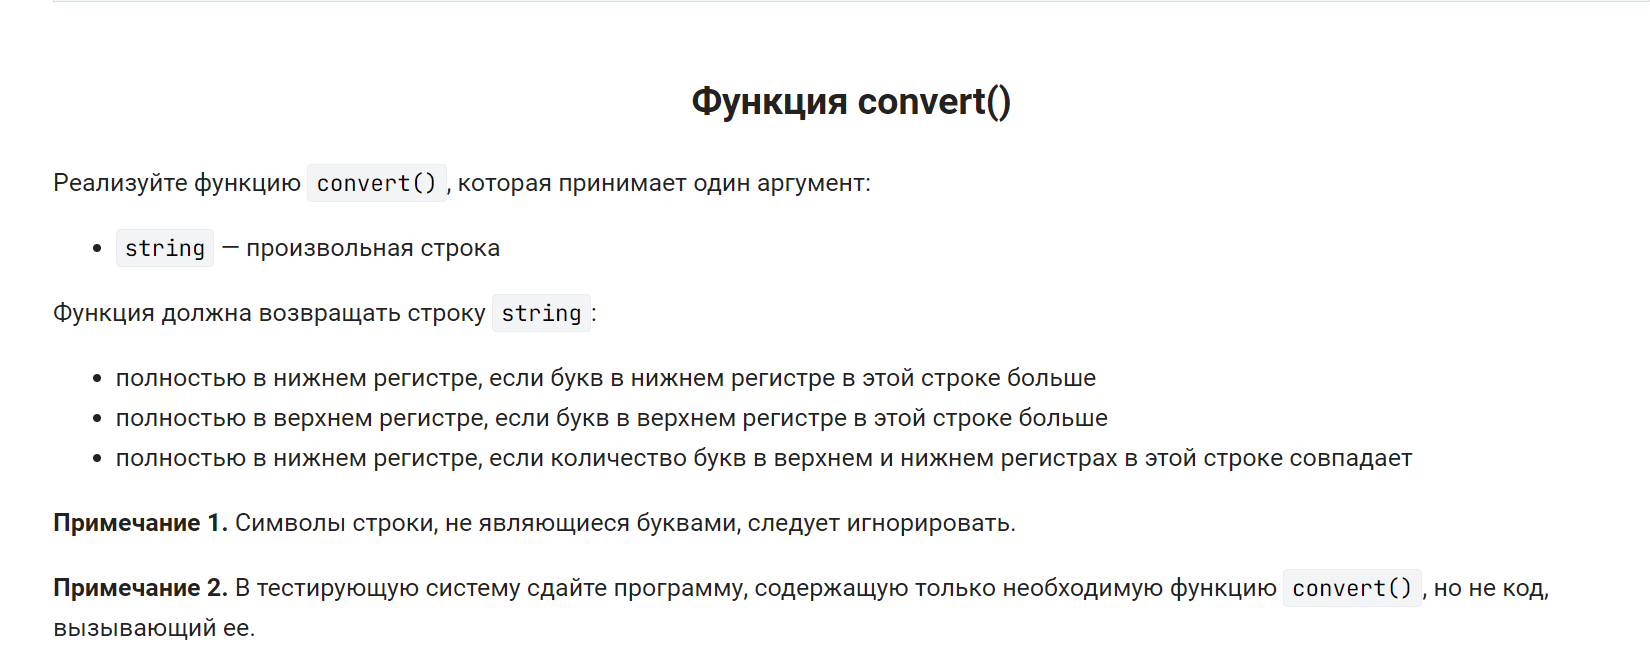 Функция convert()
Реализуйте функцию convert(), которая принимает один аргумент:
• string — произвольная строка
Функция должна возвращать строку string:
• полностью в нижнем регистре, если букв в нижнем регистре в этой строке больше
• полностью в верхнем регистре, если букв в верхнем регистре в этой строке больше
• полностью в нижнем регистре, если количество букв в верхнем и нижнем регистрах в этой строке совпадает
Примечание 1. Символы строки, не являющиеся буквами, следует игнорировать.
Примечание 2. В тестирующую систему сдайте программу, содержащую только необходимую функцию convert(), но не код,
вызывающий ее.